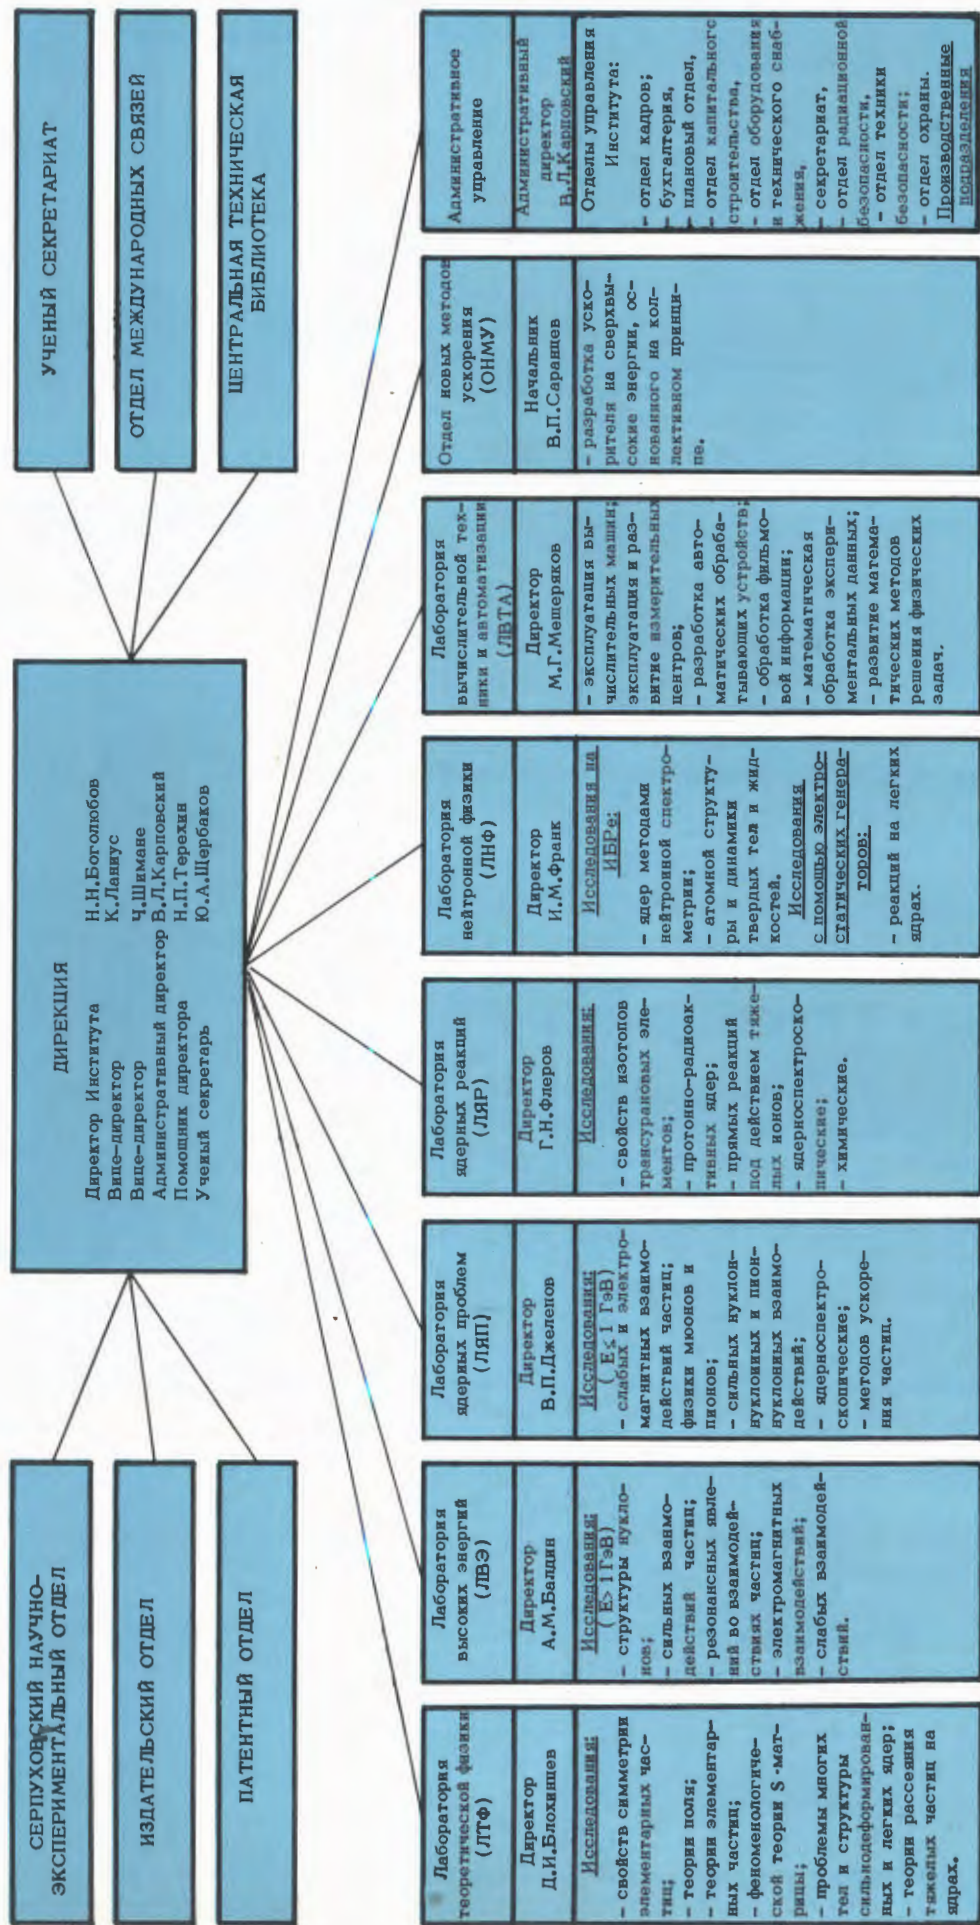 СЕРПУХОВСКИЙ НАУЧНО-
ЭКСПЕРИМЕНТАЛЬНЫЙ ОТДЕЛ
ИЗДАТЕЛЬСКИЙ ОТДЕЛ
ПАТЕНТНЫЙ ОТДЕЛ
ДИРЕКЦИЯ
Директор Института Н.Н.Боголюбов
Вице-директор К.Ланиус
Вице-директор Ч.Шимане
Административный директор В.Л.Карповский
Помощник директора Н.П.Терехин
Ученый секретарь Ю.А.Щербаков
УЧЕНЫЙ СЕКРЕТАРИАТ
ОТДЕЛ МЕЖДУНАРОДНЫХ СВЯЗЕЙ
ЦЕНТРАЛЬНАЯ ТЕХНИЧЕСКАЯ
БИБЛИОТЕКА
Лаборатория
теоретической физики
(ЛТФ)
Директор
Д.И.Блохинцев
Исследования:
- свойств симметрии
элементарных час-
тиц;
- теории поля;
- теории элементар-
ных частиц;
- феноменологиче-
ской теории S -мат-
рицы;
- проблемы многих
тел и структуры
сильнодеформирован-
ных и легких ядер;
- теории рассеяния
тяжелых частиц на
ядрах.
Лаборатория
высоких энергий
(ЛВЭ)
Директор
А.М.Балдин
Исследования:
( E> 1 ГэВ)
- структуры нукло-
нов;
- сильных взаимо-
действий частиц;
- резонансных явле-
ний во взаимодей-
ствиях частиц;
- электромагнитных
взаимодействий;
- слабых взаимодей-
ствий.
Лаборатория
ядерных проблем
(ЛЯП)
Директор
В.П.Джелепов
Исследования:
( E≤ 1 ГэВ)
- слабых и электро-
магнитных взаимо-
действий частиц;
физики мюонов и
пионов;
- сильных нуклон-
нуклонных и пион-
нуклонных взаимо-
действий;
- ядерноспектро-
скопические;
- методов ускоре-
ния частиц.
Лаборатория
ядерных реакций
(ЛЯР)
Директор
Г.Н.Флеров
Исследования:
- свойств изотопов
трансурановых эле-
ментов;
- протонно-радиоак-
тивных ядер;
- прямых реакций
под действием тяже-
лых ионов;
- ядерноспектроско-
пические;
- химические.
Лаборатория
нейтронной физики
(ЛНФ)
Директор
И.М.Франк
Исследования на
ИБРе:
- ядер методами
нейтронной спектро-
метрии;
- атомной структу-
ры и динамики
твердых тел и жид-
костей.
Исследования
с помощью электро-
статических генера-
торов:
- реакций на легких
ядрах.
Лаборатория
вычислительной тех-
ники и автоматизации
(ЛВТА)
Директор
М.Г.Мещеряков
- эксплуатация вы-
числительных машин;
эксплуатация и раз-
витие измерительных
центров;
- разработка авто-
матических обраба-
тывающих устройств;
- обработка фильмо-
вой информации;
- математическая
обработка экспери-
ментальных данных;
- развитие матема-
тических методов
решения физических
задач.
Отдел новых методов
ускорения
(ОНМУ)
Начальник
В.П.Саранцев
- разработка уско-
рителя на сверхвы-
сокие энергии, ос-
нованного на кол-
лективном принци-
пе.
Административное
управление
Административный
директор
В.Л.Карповский
Отделы управления
Института:
- отдел кадров;
- бухгалтерия,
- плановый отдел,
- отдел капитального
строительства,
- отдел оборудования
и технического снаб-
жения,
- секретариат,
- отдел радиационной
безопасности,
- отдел техники
безопасности;
- отдел охраны.
Производственные
подразделения